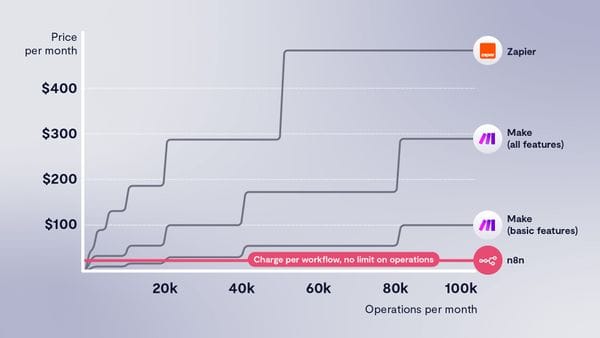 Price
per month
$400
$300
$200
$100
zapier
Zapier
Make
(all features)
Make
(basic features)
n8n
Charge per workflow, no limit on operations
20k
40k
60k
80k
100k
Operations per month